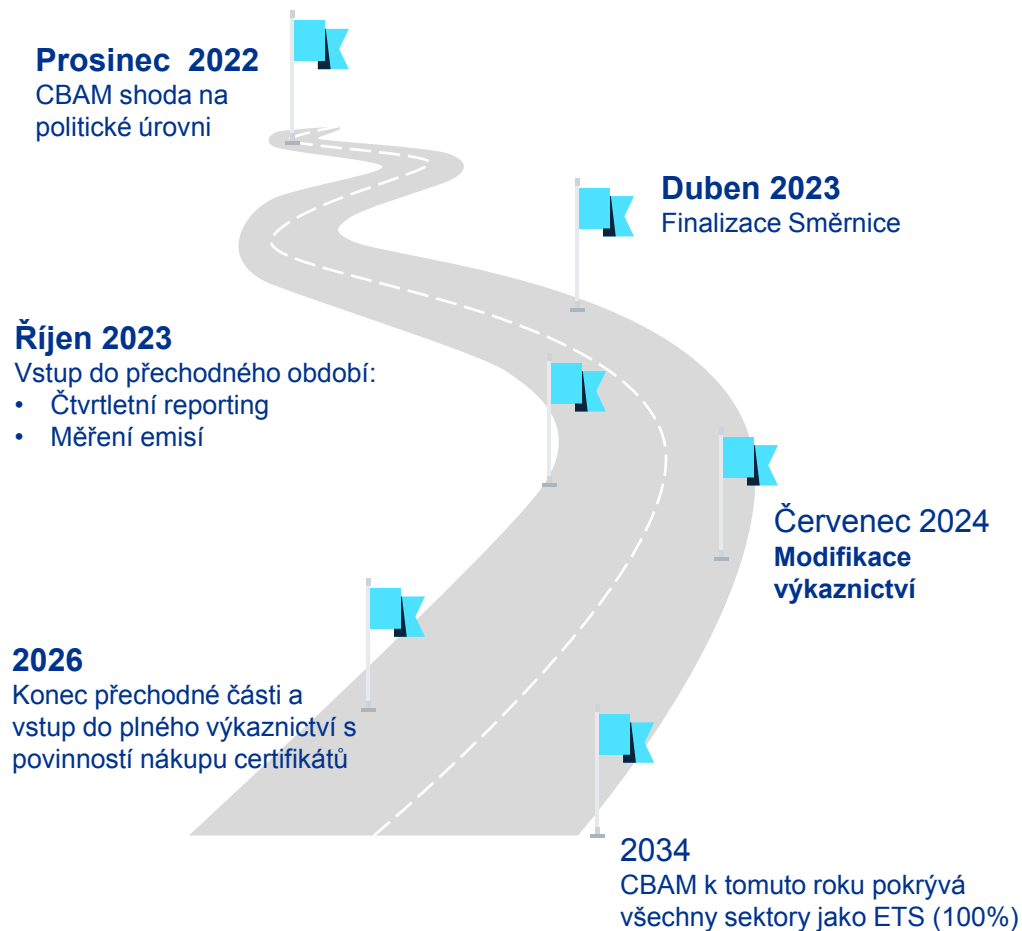 Prosinec 2022
CBAM shoda na
politické úrovni
Duben 2023
Finalizace Směrnice
Říjen 2023
Vstup do přechodného období:
• Čtvrtletní reporting
• Měření emisí
Červenec 2024
Modifikace
výkaznictví
2026
Konec přechodné části a
vstup do plného výkaznictví s
povinností nákupu certifikátů
2034
CBAM k tomuto roku pokrývá
všechny sektory jako ETS (100%)